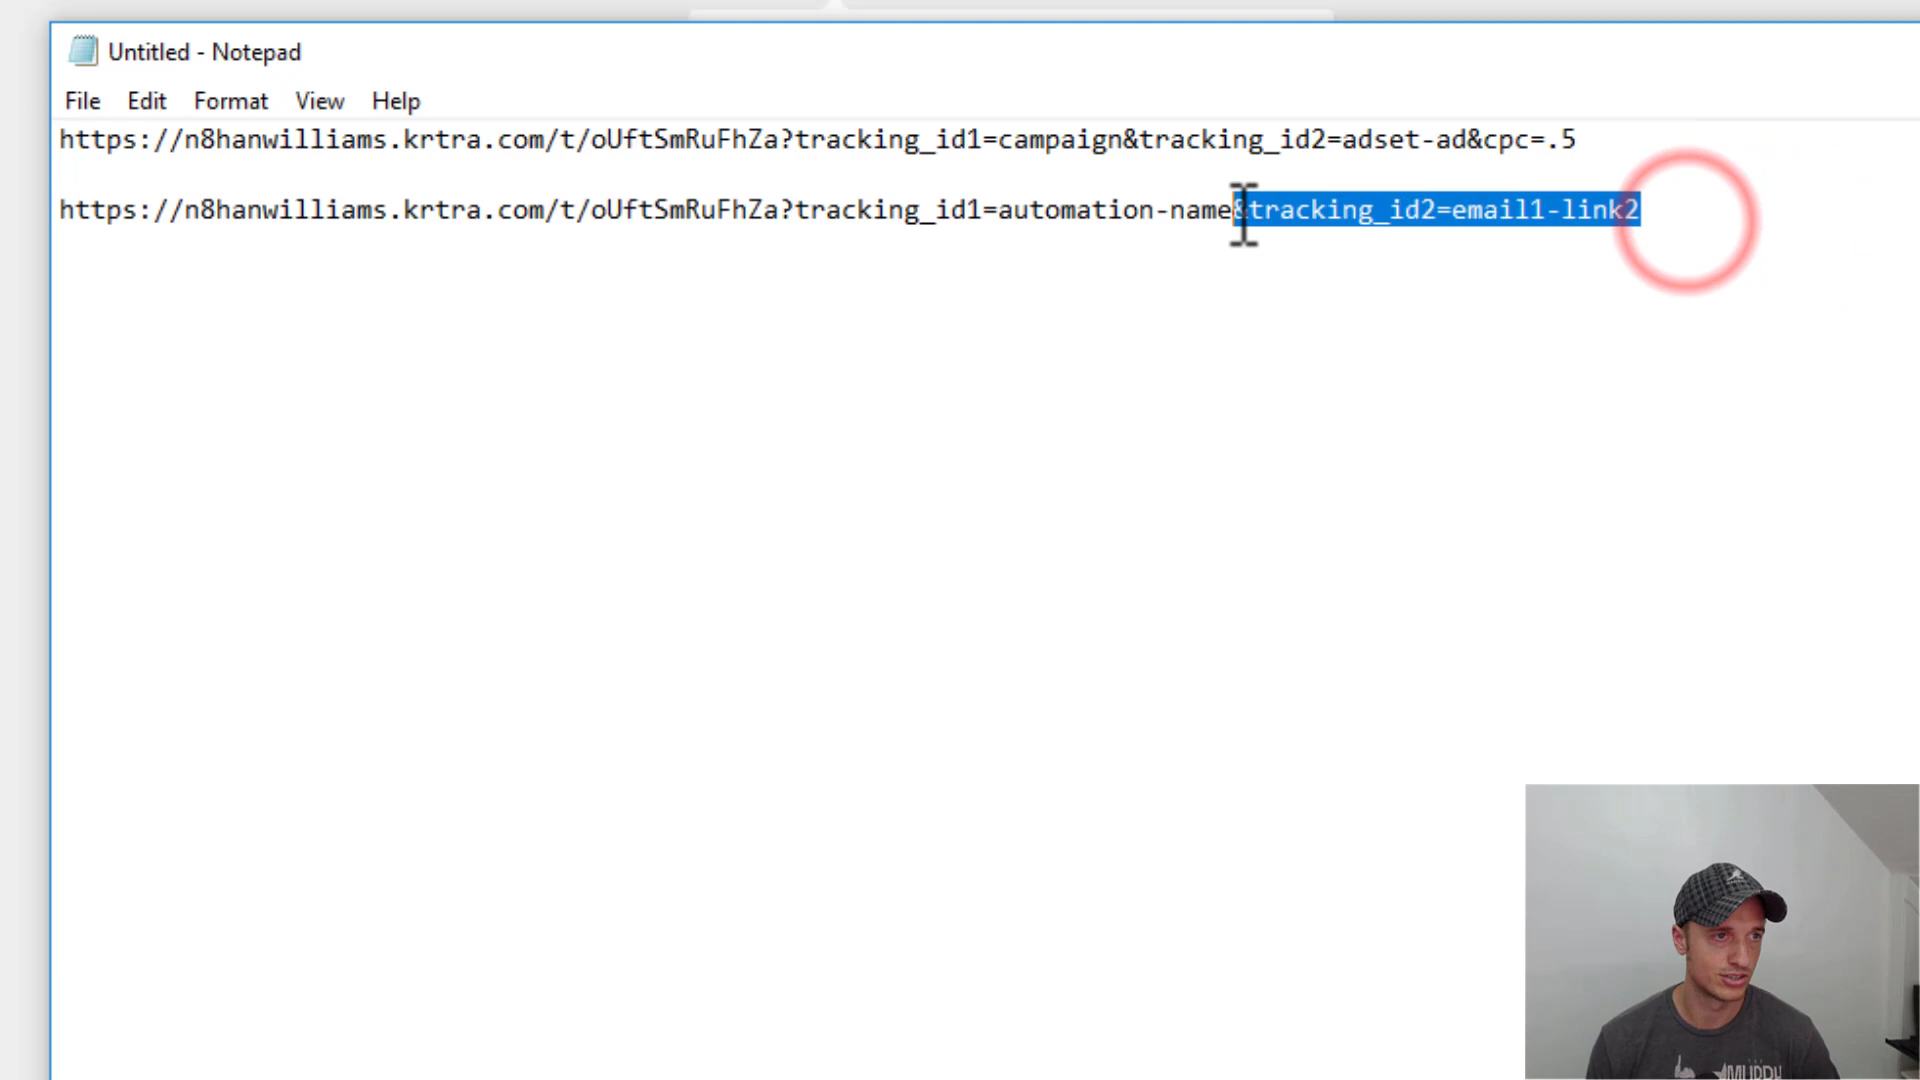 Untitled - Notepad
File Edit Format View Help
https://n8hanwilliams.krtra.com/t/oUftSmRuFhZa?tracking_id1=campaign&tracking_id2=adset-ad&cpc=.5
https://n8hanwilliams.krtra.com/t/oUftSmRuFhZa?tracking_id1=automation-name&tracking_id2=email1-link2